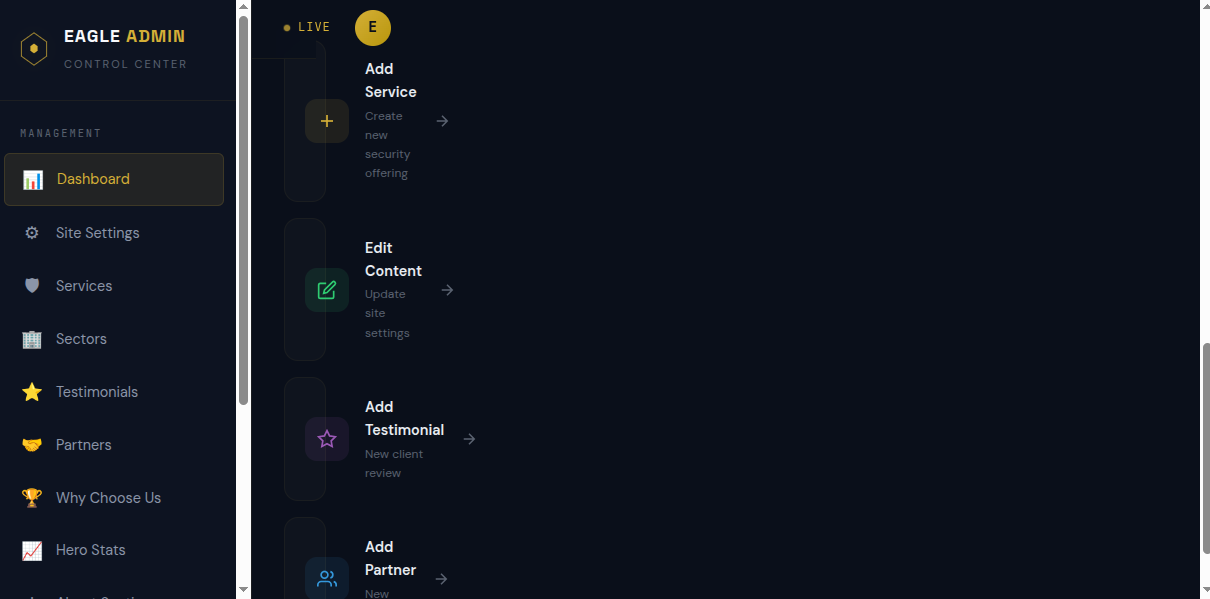 EAGLE ADMIN
CONTROL CENTER
MANAGEMENT
Dashboard
Site Settings
Services
Sectors
Testimonials
Partners
Why Choose Us
Hero Stats
LIVE
E
Add
Service
Create
new
security
offering
Edit
Content
Update
site
settings
Add
Testimonial
New client
review
Add
Partner
New